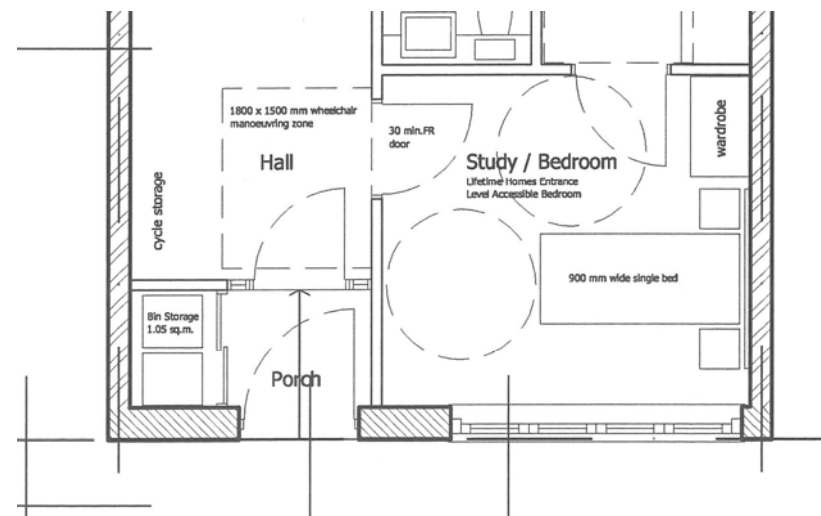 1800 x 1500 mm wheelchair
manoeuvring zone
Hall
cycle storage
30 min.FR
door
Study / Bedroom
Lifetime Homes Entrance
Level Accessible Bedroom
wardrobe
900 mm wide single bed
Bin Storage
1.05 sq.m.
Porch